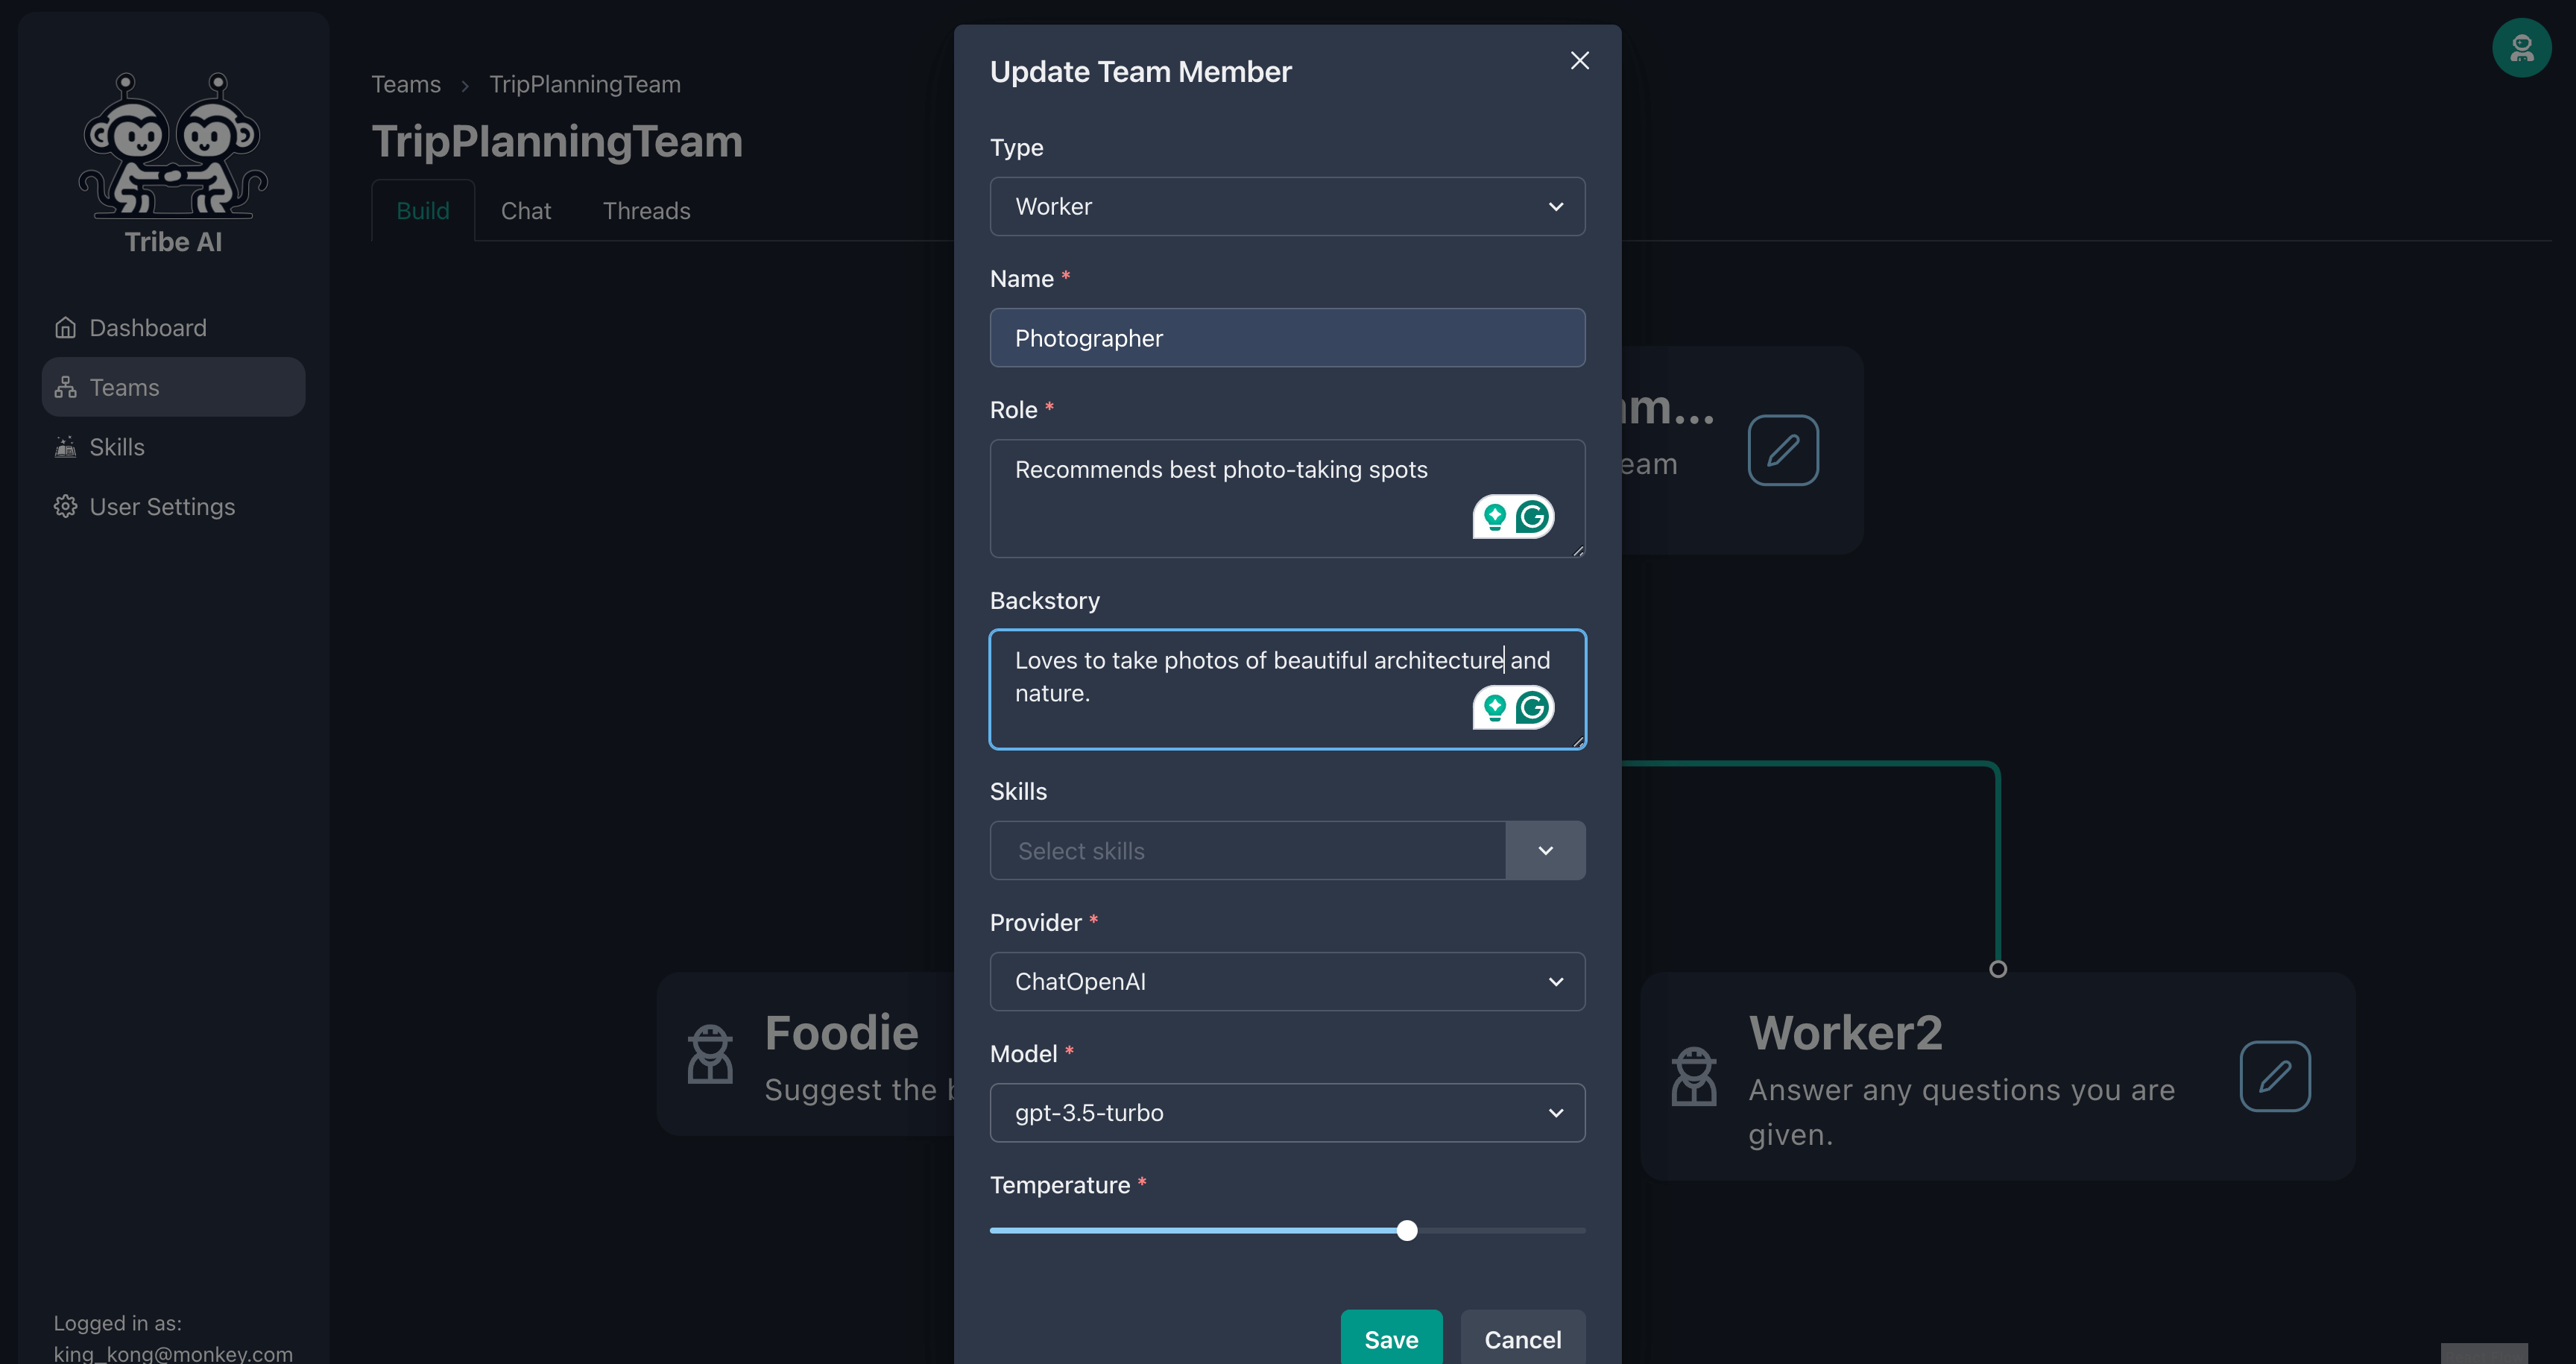 Tribe AI
Dashboard
Teams
Skills
User Settings
Logged in as:
king_kong@monkey.com
Teams > TripPlanningTeam
TripPlanningTeam
Build Chat Threads
Update Team Member
Type
Worker
Name *
Photographer
Role *
Recommends best photo-taking spots
Backstory
Loves to take photos of beautiful architecture and
nature.
Skills
Select skills
Provider *
ChatOpenAI
Model *
gpt-3.5-turbo
Temperature *
Save Cancel
Foodie
Suggest the
Worker2
Answer any questions you are
given.